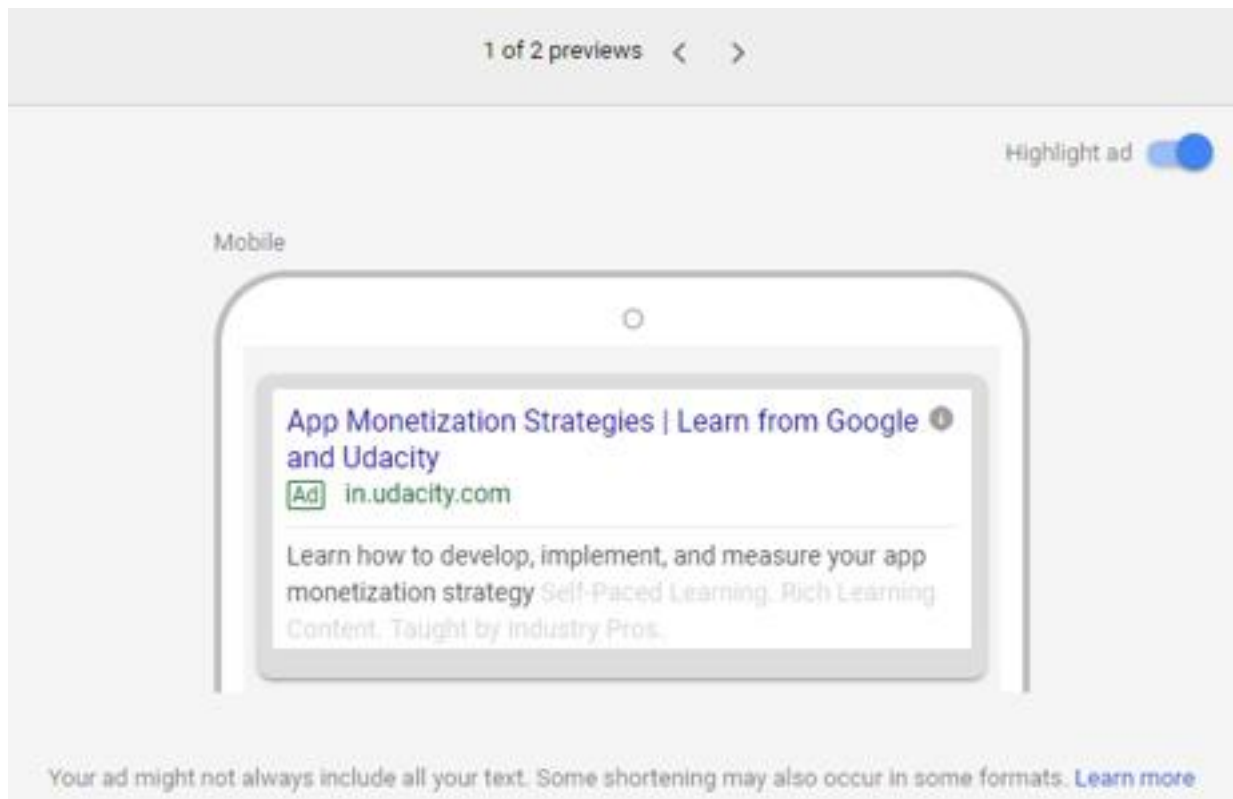 1 of 2 previews
Highlight ad
Mobile
App Monetization Strategies | Learn from Google
and Udacity
Ad in.udacity.com
Learn how to develop, implement, and measure your app
monetization strategy Self-Paced Learning. Rich Learning
Content. Taught by Industry Pros.
Your ad might not always include all your text. Some shortening may also occur in some formats. Learn more